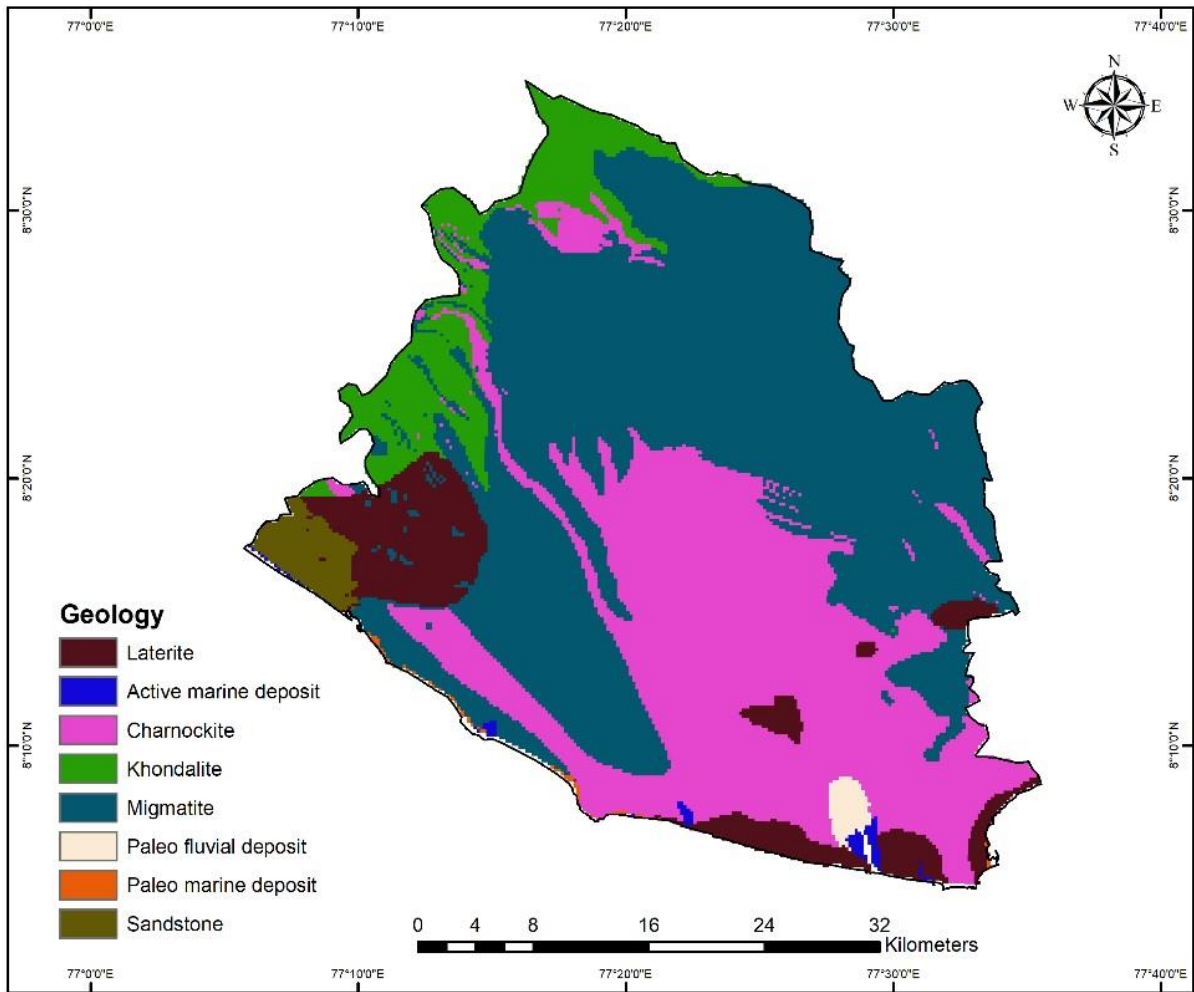 77°0'0"E 77°10'0"E 77°20'0"E 77°30'0"E 77°40'0"E
N
W E
S
8°30'0"N 8°30'0"N
8°20'0"N 8°20'0"N
8°10'0"N 8°10'0"N
Geology
Laterite
Active marine deposit
Charnockite
Khondalite
Migmatite
Paleo fluvial deposit
Paleo marine deposit
Sandstone
0 4 8 16 24 32
Kilometers
77°0'0"E 77°10'0"E 77°20'0"E 77°30'0"E 77°40'0"E